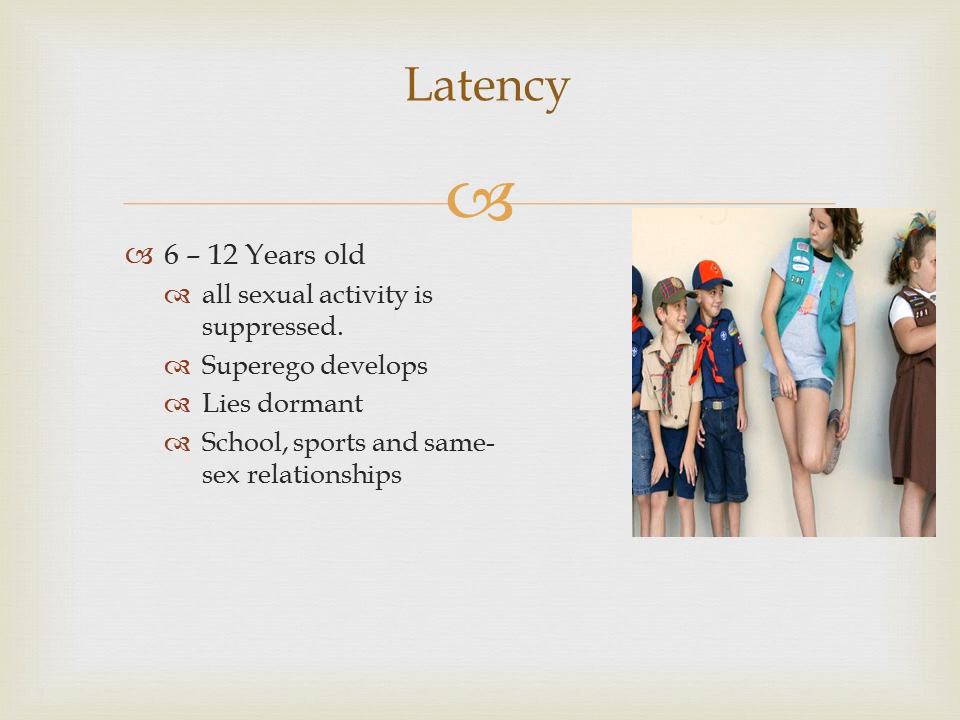 Latency
6 – 12 Years old
all sexual activity is
suppressed.
Superego develops
Lies dormant
School, sports and same-
sex relationships